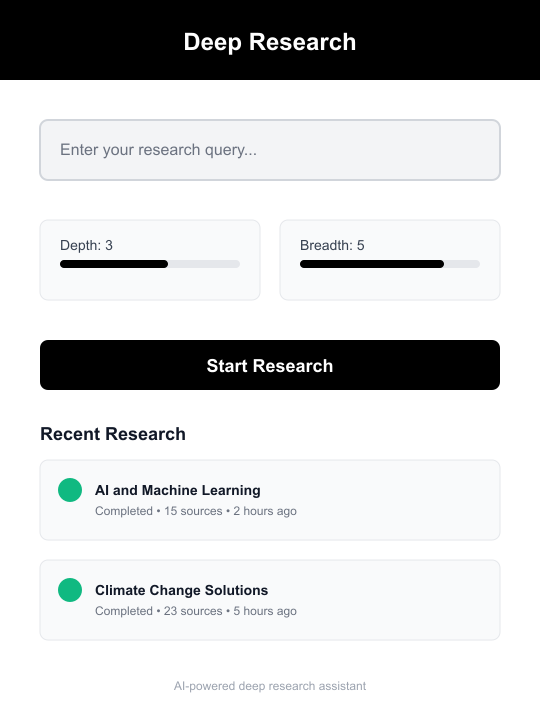 Deep Research
Enter your research query...
Depth: 3
Breadth: 5
Start Research
Recent Research
AI and Machine Learning
Completed • 15 sources • 2 hours ago
Climate Change Solutions
Completed • 23 sources • 5 hours ago
AI-powered deep research assistant